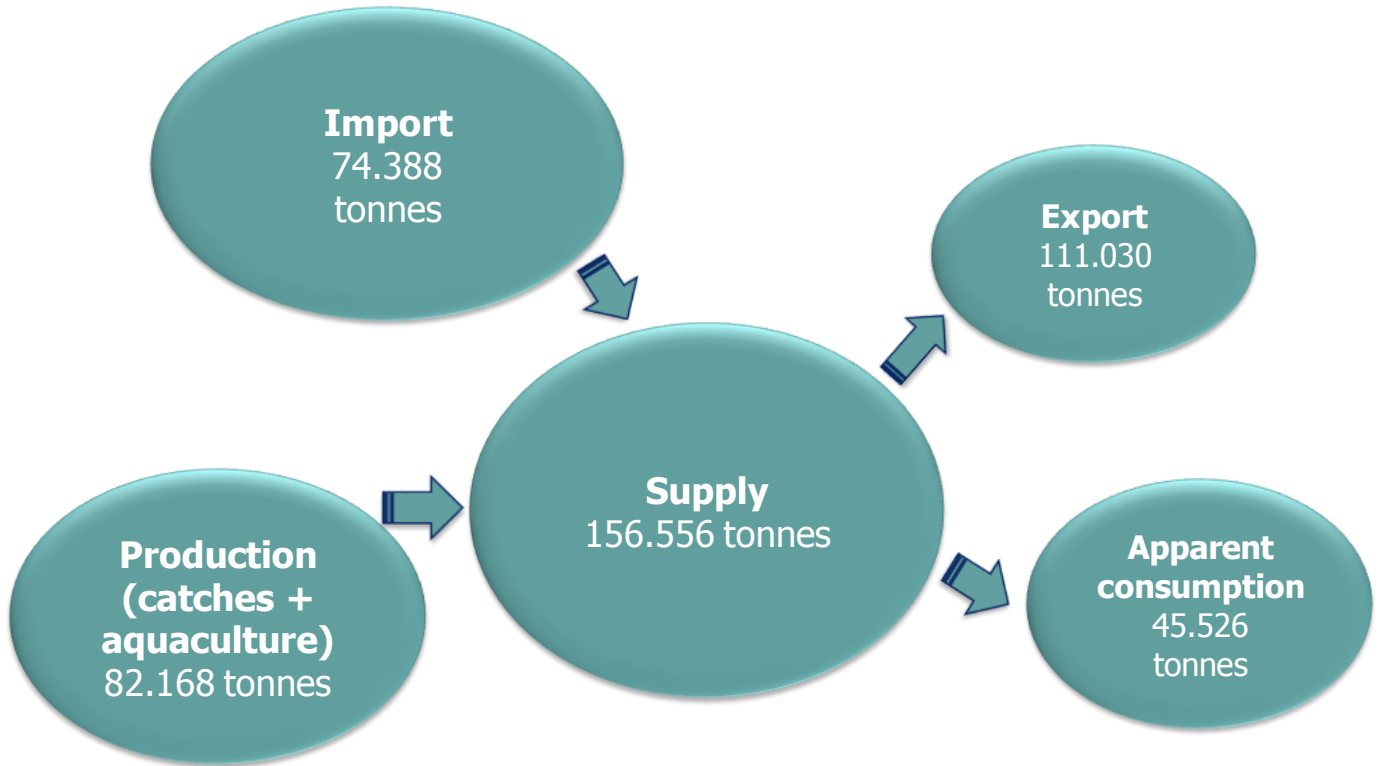 Import
74.388
tonnes
Export
111.030
tonnes
Supply
156.556 tonnes
Production
(catches +
aquaculture)
82.168 tonnes
Apparent
consumption
45.526
tonnes